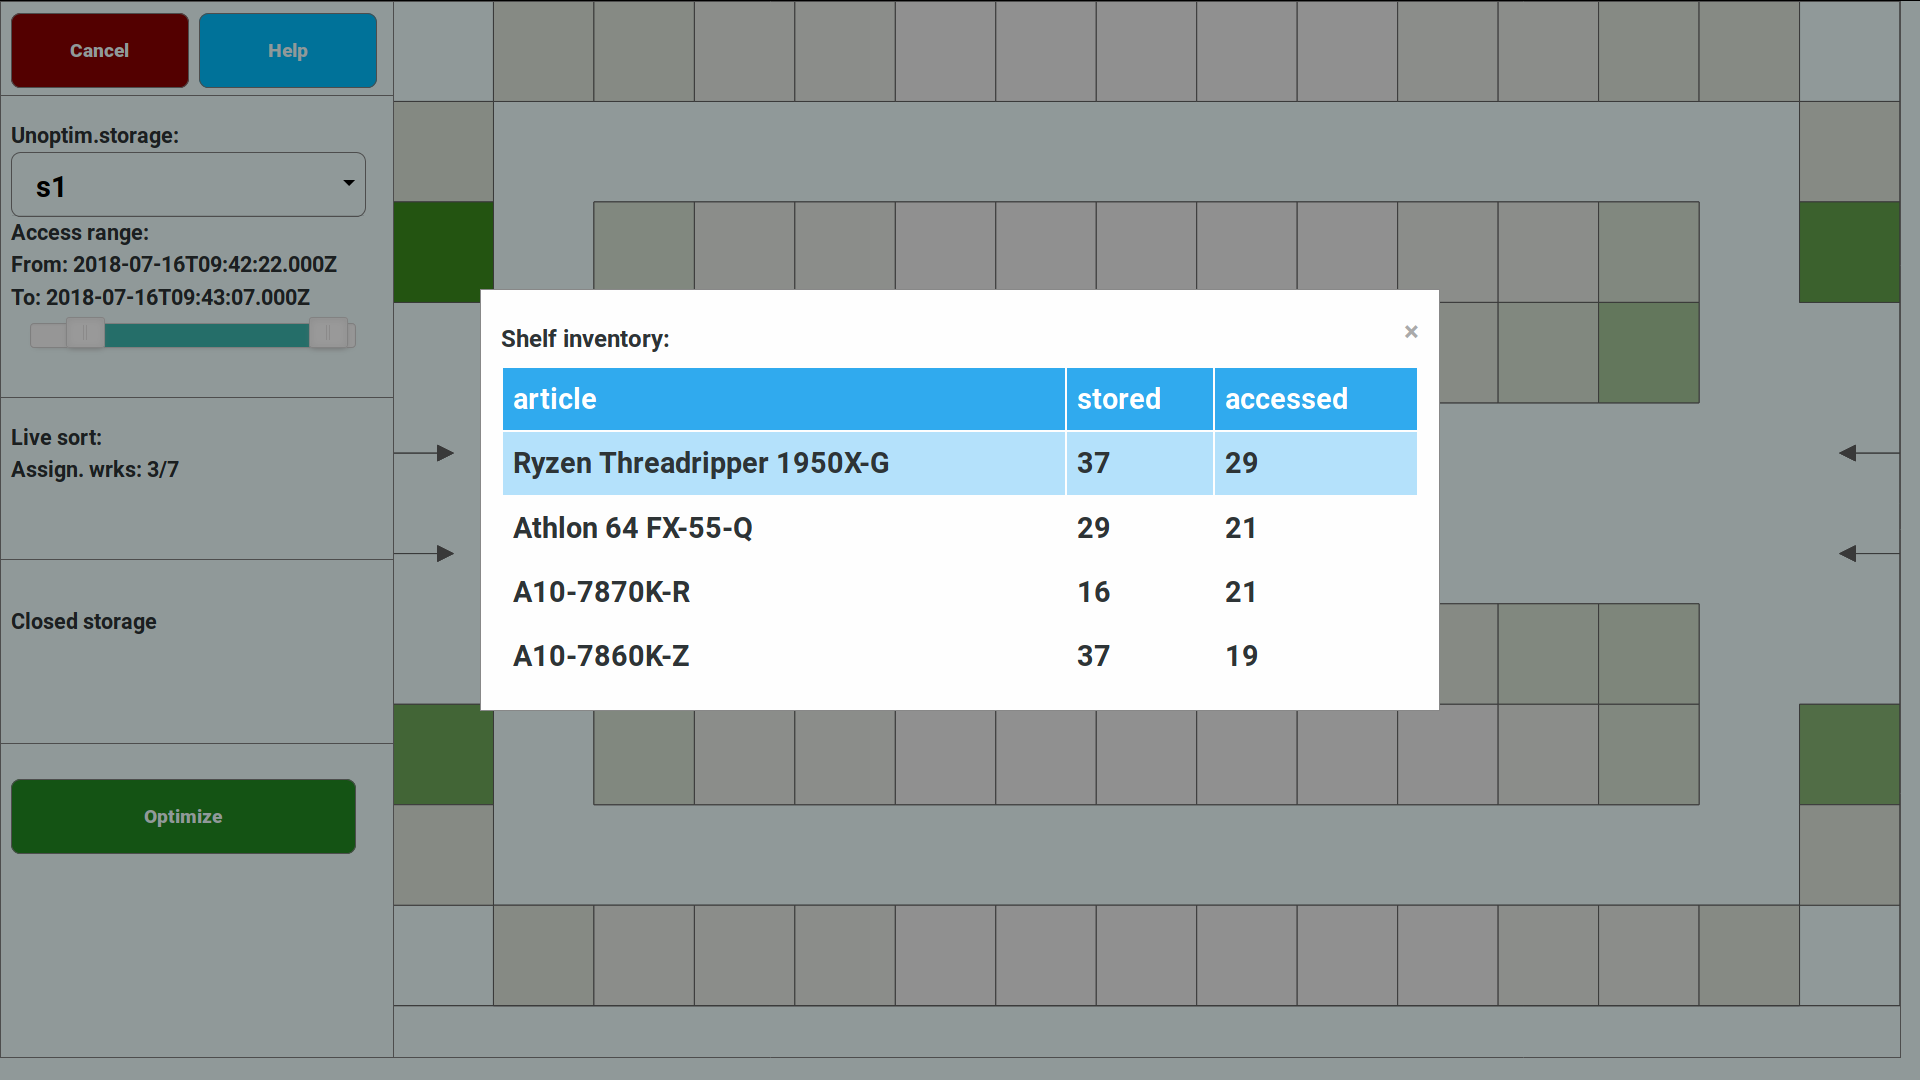 Cancel Help
Unoptim.storage:
s1
Access range:
From: 2018-07-16T09:42:22.000Z
To: 2018-07-16T09:43:07.000Z
Live sort:
Assign. wrks: 3/7
Closed storage
Optimize
Shelf inventory: ×
article stored accessed
Ryzen Threadripper 1950X-G 37 29
Athlon 64 FX-55-Q 29 21
A10-7870K-R 16 21
A10-7860K-Z 37 19